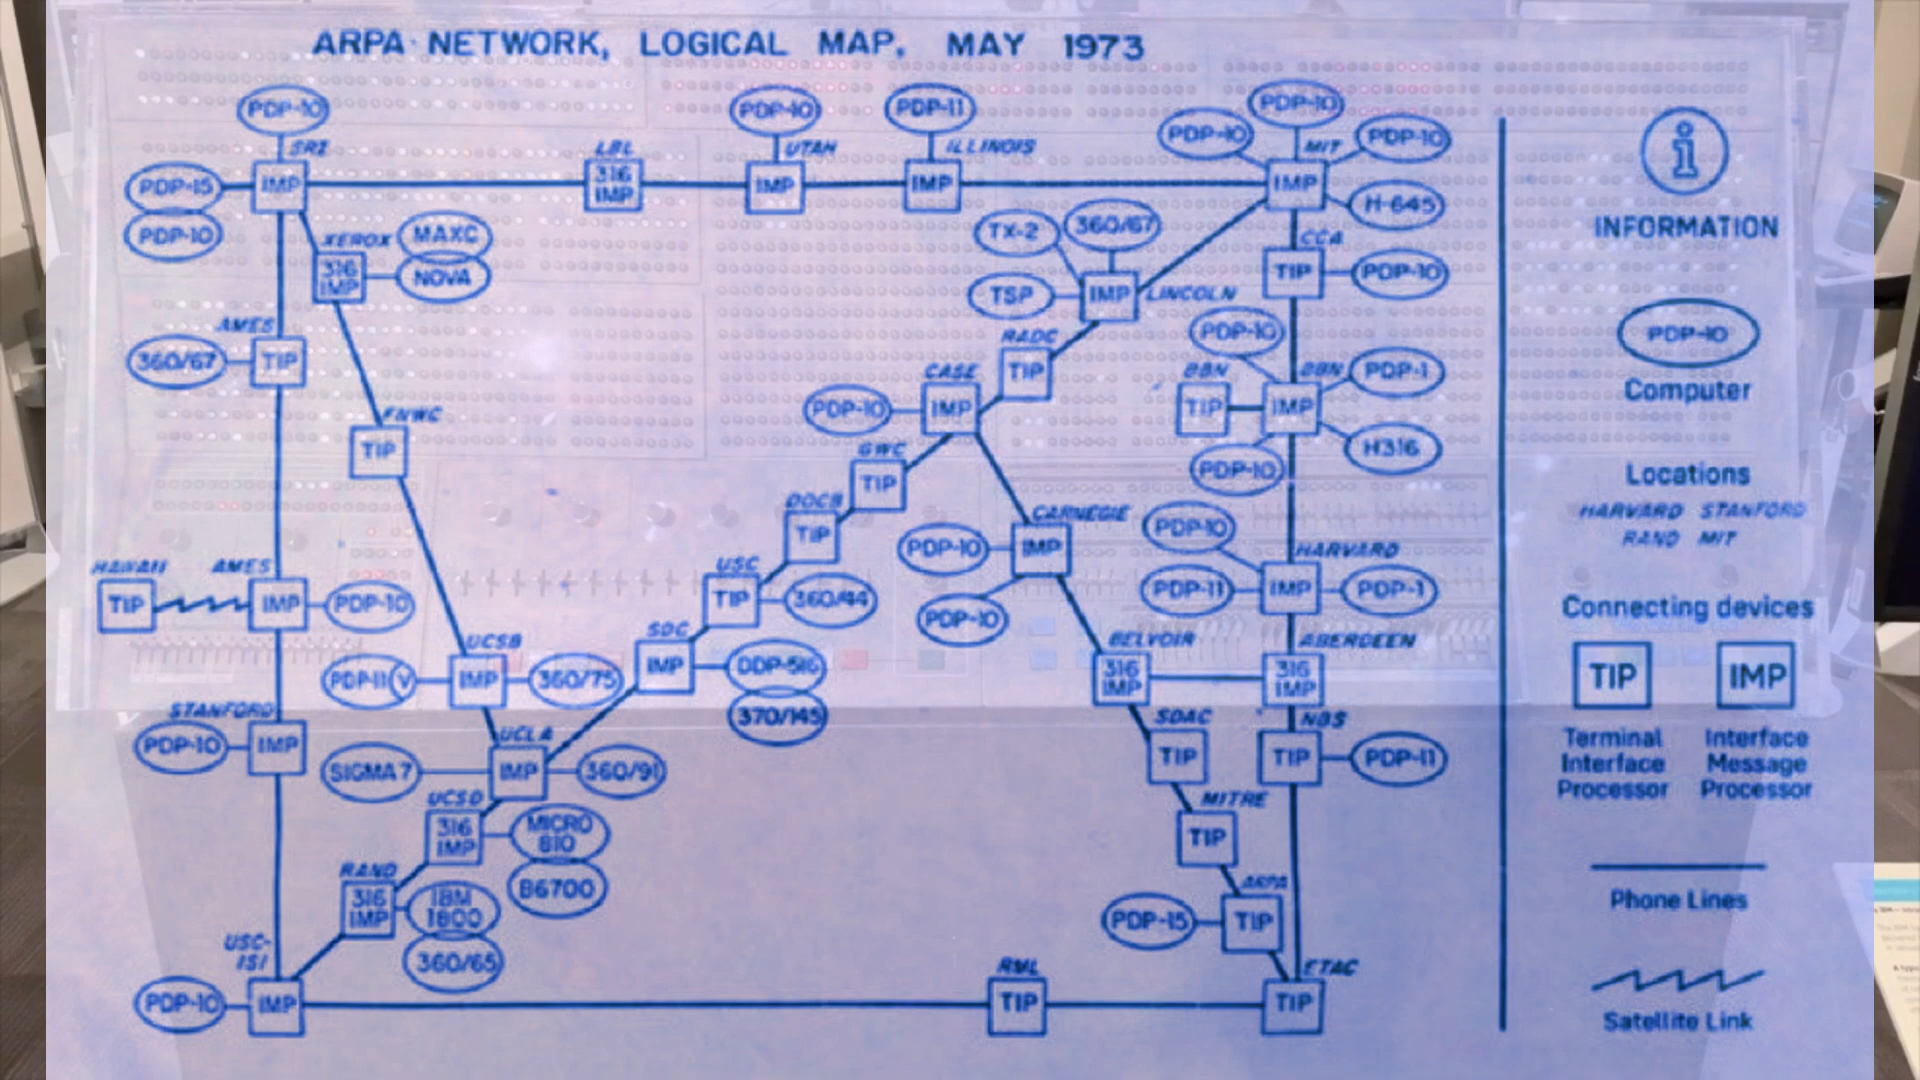 ARPA NETWORK, LOGICAL MAP, MAY 1973
PDP-10
SRI
PDP-15
IMP
PDP-10
LBL
316
IMP
PDP-10
UTAH
IMP
PDP-11
ILLINOIS
IMP
PDP-10
PDP-10
PDP-10
MIT
IMP
H-645
XEROX
316
IMP
MAXC
NOVA
TX-2
360/67
TSP
IMP
LINCOLN
CCA
TIP
PDP-10
AMES
360/67
TIP
RADC
TIP
PDP-10
BBN
TIP
BBN
IMP
PDP-1
PDP-10
H316
CASE
PDP-10
IMP
FNWC
TIP
GWC
TIP
DOCB
TIP
CARNEGIE
PDP-10
IMP
PDP-10
PDP-10
HARVARD
PDP-11
IMP
PDP-1
HAWAII
TIP
AMES
IMP
PDP-10
USC
TIP
360/44
UCSB
PDP-11
V
IMP
360/75
SDC
IMP
DDP-516
370/145
BELVOIR
316
IMP
ABERDEEN
316
IMP
STANFORD
PDP-10
IMP
UCLA
SIGMA 7
IMP
360/91
SDAC
TIP
NBS
TIP
PDP-11
UCSD
316
IMP
MICRO
810
B6700
MITRE
TIP
RAND
316
IMP
IBM
1800
360/65
ARPA
PDP-15
TIP
USC-
ISI
PDP-10
IMP
RML
TIP
ETAC
TIP
i
INFORMATION
PDP-10
Computer
Locations
HARVARD STANFORD
RAND MIT
Connecting devices
TIP IMP
Terminal
Interface
Processor
Interface
Message
Processor
Phone Lines
Satellite Link